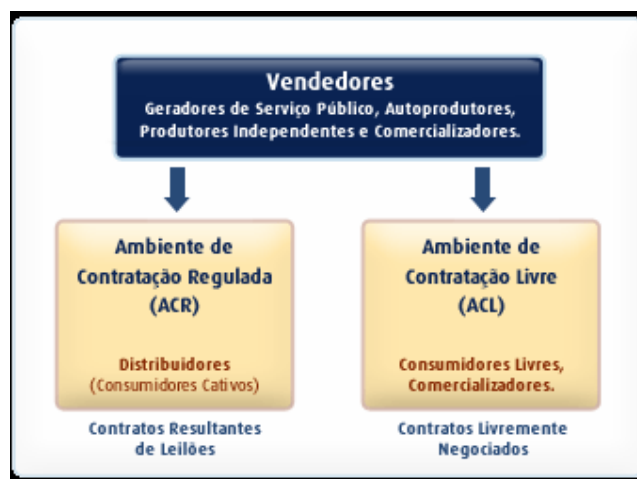 Vendedores
Geradores de Serviço Público, Autoprodutores,
Produtores Independentes e Comercializadores.
Ambiente de
Contratação Regulada
(ACR)
Distribuidores
(Consumidores Cativos)
Contratos Resultantes
de Leilões
Ambiente de
Contratação Livre
(ACL)
Consumidores Livres,
Comercializadores.
Contratos Livremente
Negociados